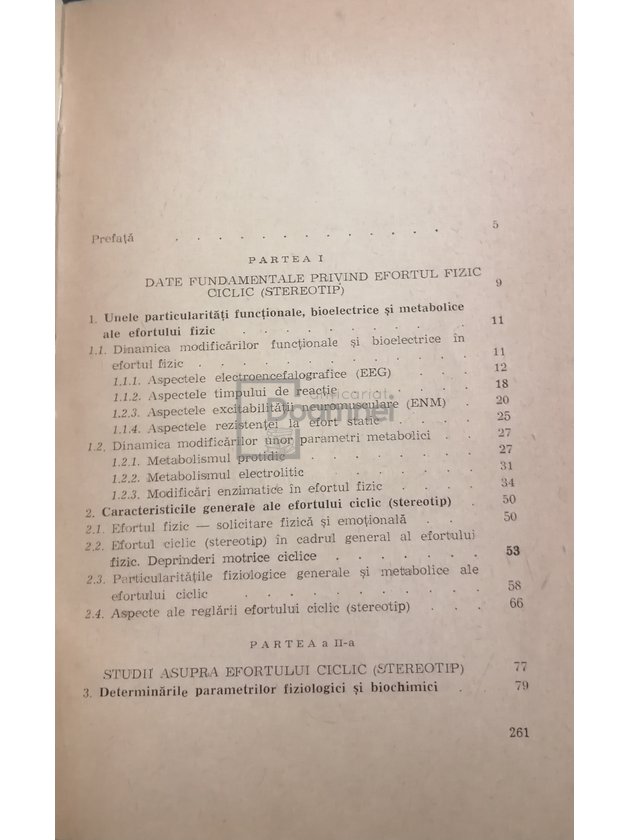 Prefață . . . . . . . . . . . . . 5
PARTEA I
DATE FUNDAMENTALE PRIVIND EFORTUL FIZIC
CICLIC (STEREOTIP) 9
1. Unele particularități funcționale, bioelectrice și metabolice
ale efortului fizic . . . . . . . . . 11
1.1. Dinamica modificărilor funcționale și bioelectrice în
efortul fizic . . . . . . . . . . 11
1.1.1. Aspectele electroencefalografice (EEG) . . . 12
1.1.2. Aspectele timpului de reacție . . . 18
1.2.3. Aspectele excitabilității neuromusculare (ENM) . 20
1.1.4. Aspectele rezistenței la efort static . . . 25
1.2. Dinamica modificărilor unor parametri metabolici . . 27
1.2.1. Metabolismul protidic . . . . . 27
1.2.2. Metabolismul electrolitic . . . . . 31
1.2.3. Modificări enzimatice în efortul fizic . . . 34
2. Caracteristicile generale ale efortului ciclic (stereotip) . 50
2.1. Efortul fizic — solicitare fizică și emoțională . . 50
2.2. Efortul ciclic (stereotip) în cadrul general al efortului
fizic. Deprinderi motrice ciclice . . . . . . 53
2.3. Particularitățile fiziologice generale și metabolice ale
efortului ciclic . . . . . . . . . 58
2.4. Aspecte ale reglării efortului ciclic (stereotip) . . . 66
PARTEA a II-a
STUDII ASUPRA EFORTULUI CICLIC (STEREOTIP) 77
3. Determinările parametrilor fiziologici și biochimici . . 79
261
anticariat
Doamnei